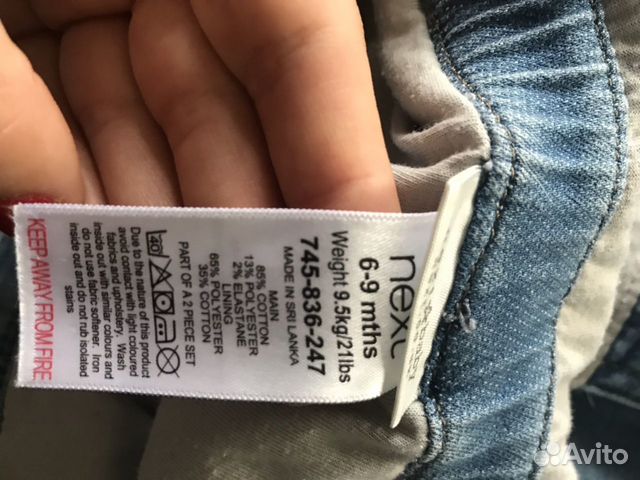 next
6-9 mths
Weight 9.5kg/21lbs
745-836-247
MADE IN SRI LANKA
MAIN
85% COTTON
13% POLYESTER
2% ELASTANE
LINING
65% POLYESTER
35% COTTON
PART OF A 2 PIECE SET
40
Due to the nature of this product
avoid contact with light coloured
fabrics and upholstery. Wash
inside out with similar colours and
do not use fabric softener. Iron
inside out and do not rub isolated
stains
KEEP AWAY FROM FIRE
Avito